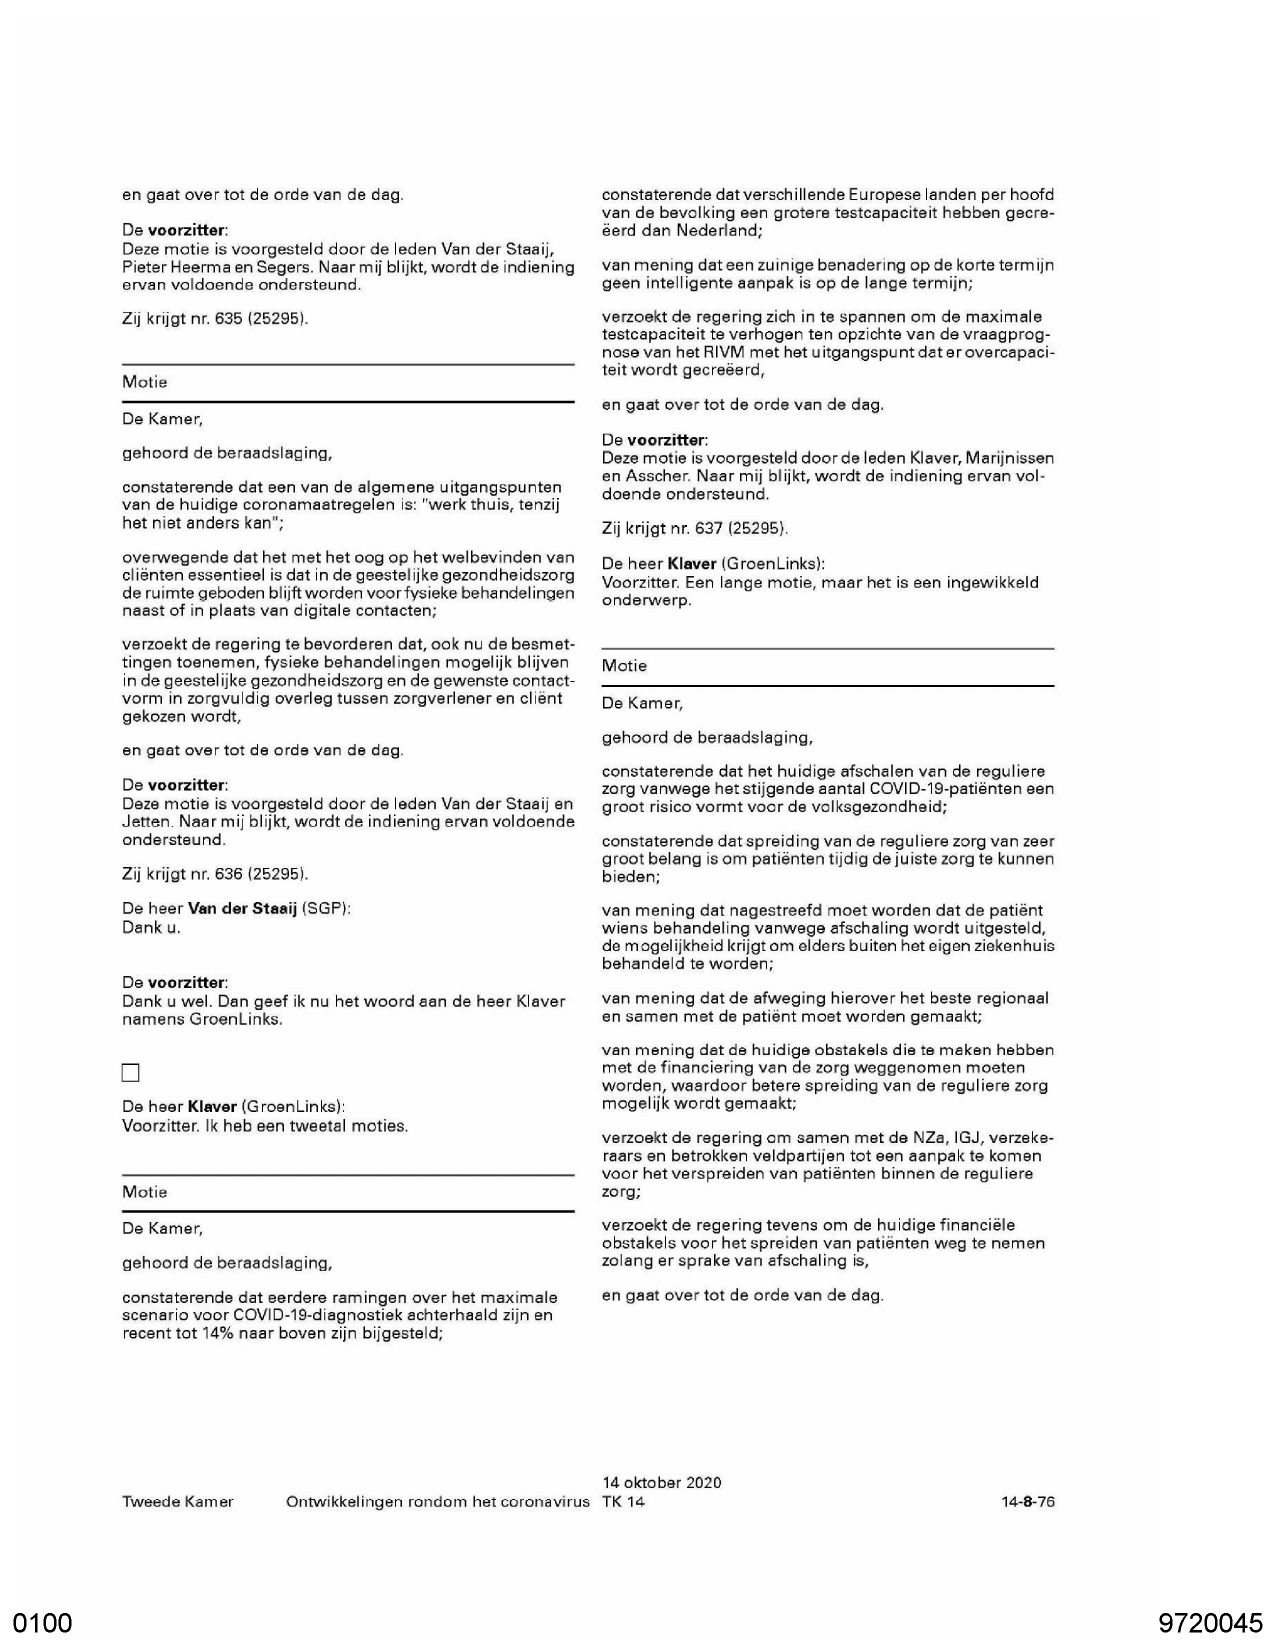 en gaat over tot de orde van de dag.
De voorzitter:
Deze motie is voorgesteld door de leden Van der Staaij,
Pieter Heerma en Segers. Naar mij blijkt, wordt de indiening
ervan voldoende ondersteund.
Zij krijgt nr. 635 (25295).
Motie
De Kamer,
gehoord de beraadslaging,
constaterende dat een van de algemene uitgangspunten
van de huidige coronamaatregelen is: "werk thuis, tenzij
het niet anders kan";
overwegende dat het met het oog op het welbevinden van
cliënten essentieel is dat in de geestelijke gezondheidszorg
de ruimte geboden blijft worden voor fysieke behandelingen
naast of in plaats van digitale contacten;
verzoekt de regering te bevorderen dat, ook nu de besmet-
tingen toenemen, fysieke behandelingen mogelijk blijven
in de geestelijke gezondheidszorg en de gewenste contact-
vorm in zorgvuldig overleg tussen zorgverlener en cliënt
gekozen wordt,
en gaat over tot de orde van de dag.
De voorzitter:
Deze motie is voorgesteld door de leden Van der Staaij en
Jetten. Naar mij blijkt, wordt de indiening ervan voldoende
ondersteund.
Zij krijgt nr. 636 (25295).
De heer Van der Staaij (SGP):
Dank u.
De voorzitter:
Dank u wel. Dan geef ik nu het woord aan de heer Klaver
namens GroenLinks.
De heer Klaver (GroenLinks):
Voorzitter. Ik heb een tweetal moties.
Motie
De Kamer,
gehoord de beraadslaging,
constaterende dat eerdere ramingen over het maximale
scenario voor COVID-19-diagnostiek achterhaald zijn en
recent tot 14% naar boven zijn bijgesteld;
constaterende dat verschillende Europese landen per hoofd
van de bevolking een grotere testcapaciteit hebben gecre-
ëerd dan Nederland;
van mening dat een zuinige benadering op de korte termijn
geen intelligente aanpak is op de lange termijn;
verzoekt de regering zich in te spannen om de maximale
testcapaciteit te verhogen ten opzichte van de vraagprog-
nose van het RIVM met het uitgangspunt dat er overcapaci-
teit wordt gecreëerd,
en gaat over tot de orde van de dag.
De voorzitter:
Deze motie is voorgesteld door de leden Klaver, Marijnissen
en Asscher. Naar mij blijkt, wordt de indiening ervan vol-
doende ondersteund.
Zij krijgt nr. 637 (25295).
De heer Klaver (GroenLinks):
Voorzitter. Een lange motie, maar het is een ingewikkeld
onderwerp.
Motie
De Kamer,
gehoord de beraadslaging,
constaterende dat het huidige afschalen van de reguliere
zorg vanwege het stijgende aantal COVID-19-patiënten een
groot risico vormt voor de volksgezondheid;
constaterende dat spreiding van de reguliere zorg van zeer
groot belang is om patiënten tijdig de juiste zorg te kunnen
bieden;
van mening dat nagestreefd moet worden dat de patiënt
wiens behandeling vanwege afschaling wordt uitgesteld,
de mogelijkheid krijgt om elders buiten het eigen ziekenhuis
behandeld te worden;
van mening dat de afweging hierover het beste regionaal
en samen met de patiënt moet worden gemaakt;
van mening dat de huidige obstakels die te maken hebben
met de financiering van de zorg weggenomen moeten
worden, waardoor betere spreiding van de reguliere zorg
mogelijk wordt gemaakt;
verzoekt de regering om samen met de NZa, IGJ, verzeke-
raars en betrokken veldpartijen tot een aanpak te komen
voor het verspreiden van patiënten binnen de reguliere
zorg;
verzoekt de regering tevens om de huidige financiële
obstakels voor het spreiden van patiënten weg te nemen
zolang er sprake van afschaling is,
en gaat over tot de orde van de dag.
14 oktober 2020
Tweede Kamer Ontwikkelingen rondom het coronavirus TK 14 14-8-76
0100 9720045